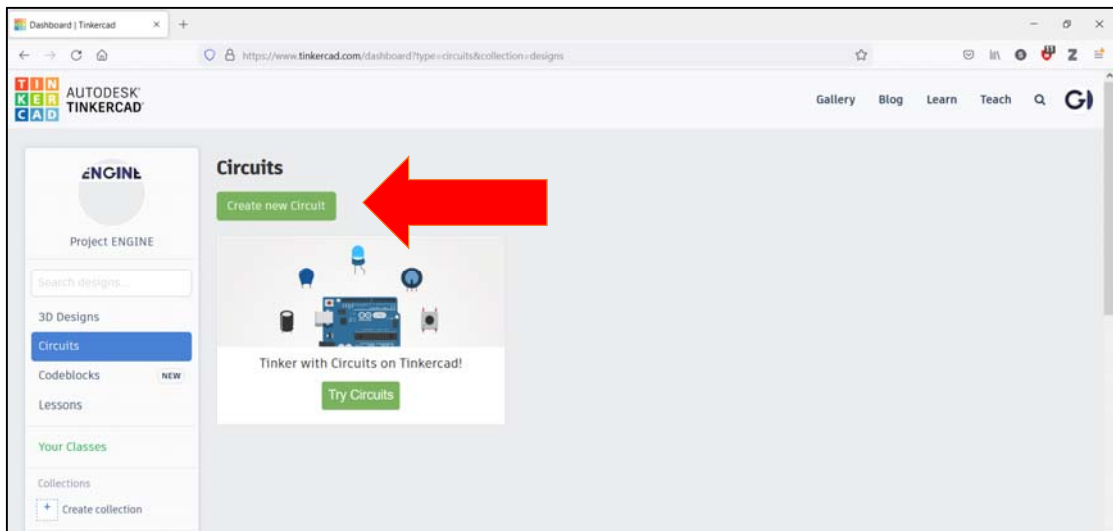 Dashboard | Tinkercad
https://www.tinkercad.com/dashboard?type=circuits&collection=designs
TIN
KER
CAD
AUTODESK
TINKERCAD
Gallery Blog Learn Teach
ENGINE
Project ENGINE
Search designs...
3D Designs
Circuits
Codeblocks NEW
Lessons
Your Classes
Collections
+ Create collection
Circuits
Create new Circuit
Tinker with Circuits on Tinkercad!
Try Circuits